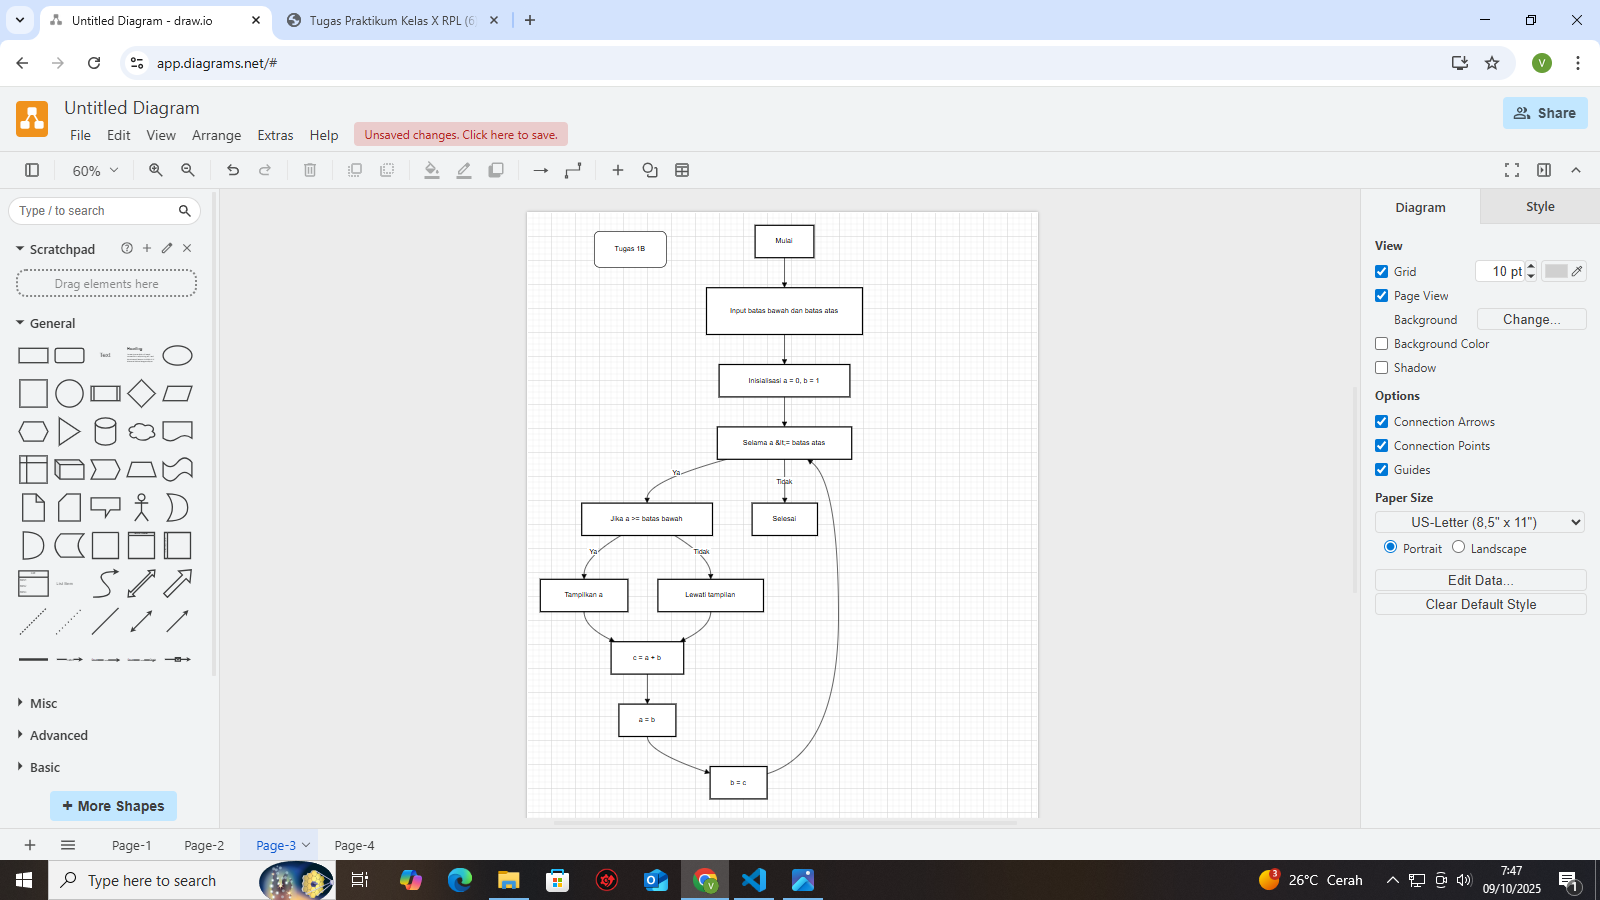 Untitled Diagram - draw.io
Tugas Praktikum Kelas X RPL (6
app.diagrams.net/#
V
Untitled Diagram
File Edit View Arrange Extras Help
Unsaved changes. Click here to save.
Share
60%
Type / to search
Scratchpad
Drag elements here
General
Text
Heading
List Item
Misc
Advanced
Basic
+ More Shapes
Tugas 1B
Mulai
Input batas bawah dan batas atas
Inisialisasi a = 0, b = 1
Selama a &lt;= batas atas
Ya
Tidak
Jika a >= batas bawah
Selesai
Ya
Tidak
Tampilkan a
Lewati tampilan
c = a + b
a = b
b = c
Diagram
Style
View
Grid
10 pt
Page View
Background
Change...
Background Color
Shadow
Options
Connection Arrows
Connection Points
Guides
Paper Size
US-Letter (8,5" x 11")
Portrait
Landscape
Edit Data...
Clear Default Style
Page-1
Page-2
Page-3
Page-4
Type here to search
V
3
26°C Cerah
7:47
09/10/2025
1